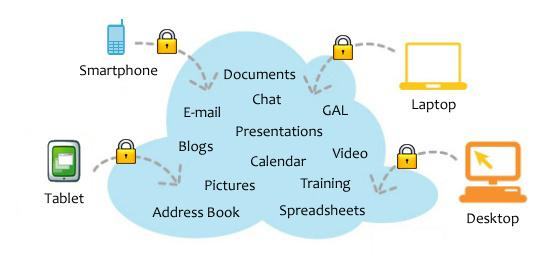 Smartphone
Documents
Chat
Laptop
E-mail
GAL
Presentations
Blogs
Calendar
Video
Tablet
Pictures
Training
Address Book
Spreadsheets
Desktop